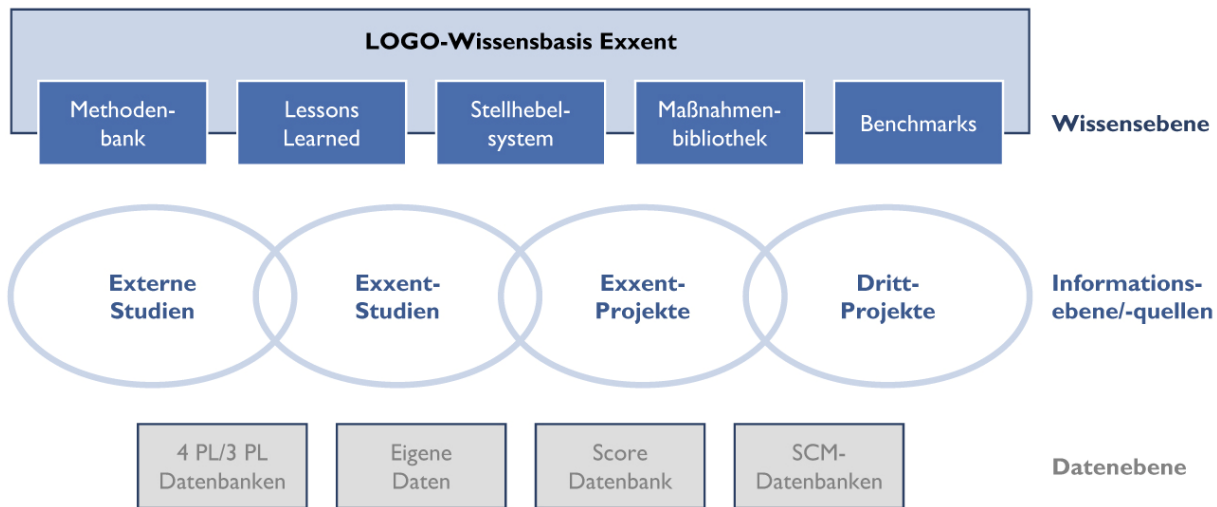 LOGO-Wissensbasis Exxent
Methoden-
bank
Lessons
Learned
Stellhebel-
system
Maßnahmen-
bibliothek
Benchmarks
Wissensebene
Externe
Studien
Exxent-
Studien
Exxent-
Projekte
Dritt-
Projekte
Informations-
ebene/-quellen
4 PL/3 PL
Datenbanken
Eigene
Daten
Score
Datenbank
SCM-
Datenbanken
Datenebene